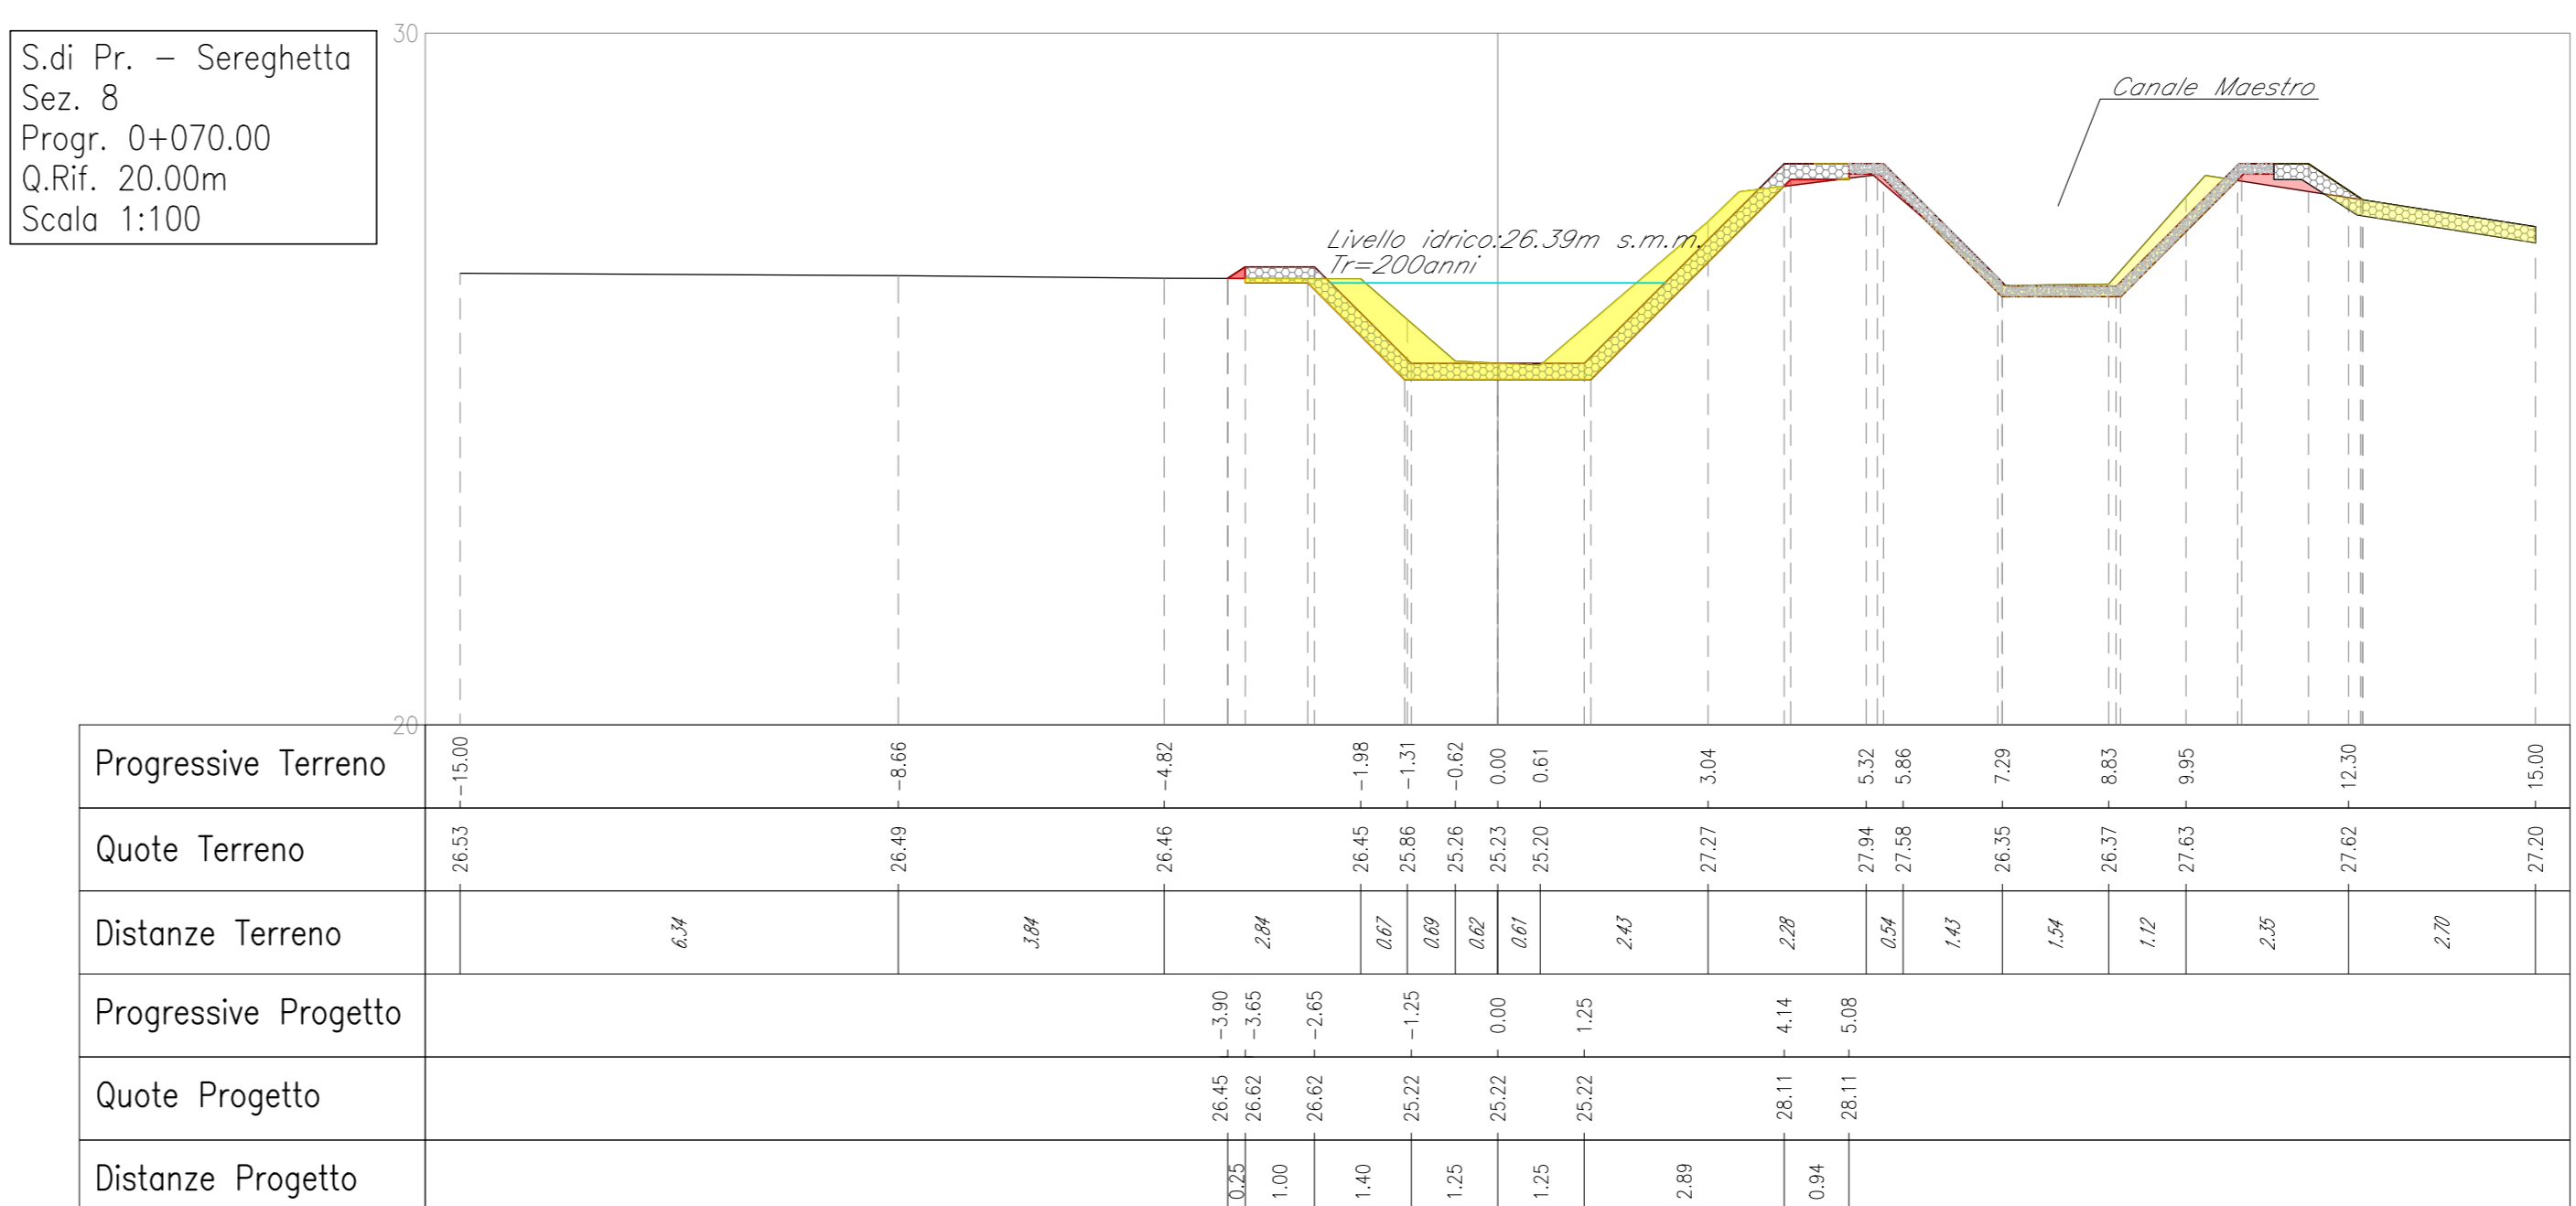 S.di Pr. - Sereghetta
Sez. 8
Progr. 0+070.00
Q.Rif. 20.00m
Scala 1:100
30
Canale Maestro
Livello idrico:26.39m s.m.m.
Tr=200anni
20
Progressive Terreno -15.00 -8.66 -4.82 -1.98 -1.31 -0.62 0.00 0.61 3.04 5.32 5.86 7.29 8.83 9.95 12.30 15.00
Quote Terreno 26.53 26.49 26.46 26.45 25.86 25.26 25.23 25.20 27.27 27.94 27.58 26.35 26.37 27.63 27.62 27.20
Distanze Terreno 6.34 3.84 2.84 0.67 0.69 0.62 0.61 2.43 2.28 0.54 1.43 1.54 1.12 2.35 2.70
Progressive Progetto -3.90 -3.65 -2.65 -1.25 0.00 1.25 4.14 5.08
Quote Progetto 26.45 26.62 26.62 25.22 25.22 25.22 28.11 28.11
Distanze Progetto 0.25 1.00 1.40 1.25 1.25 2.89 0.94